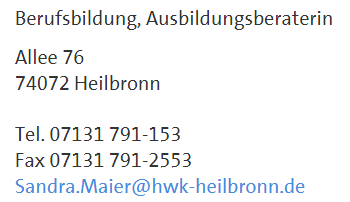 Berufsbildung, Ausbildungsberaterin
Allee 76
74072 Heilbronn
Tel. 07131 791-153
Fax 07131 791-2553
Sandra.Maier@hwk-heilbronn.de